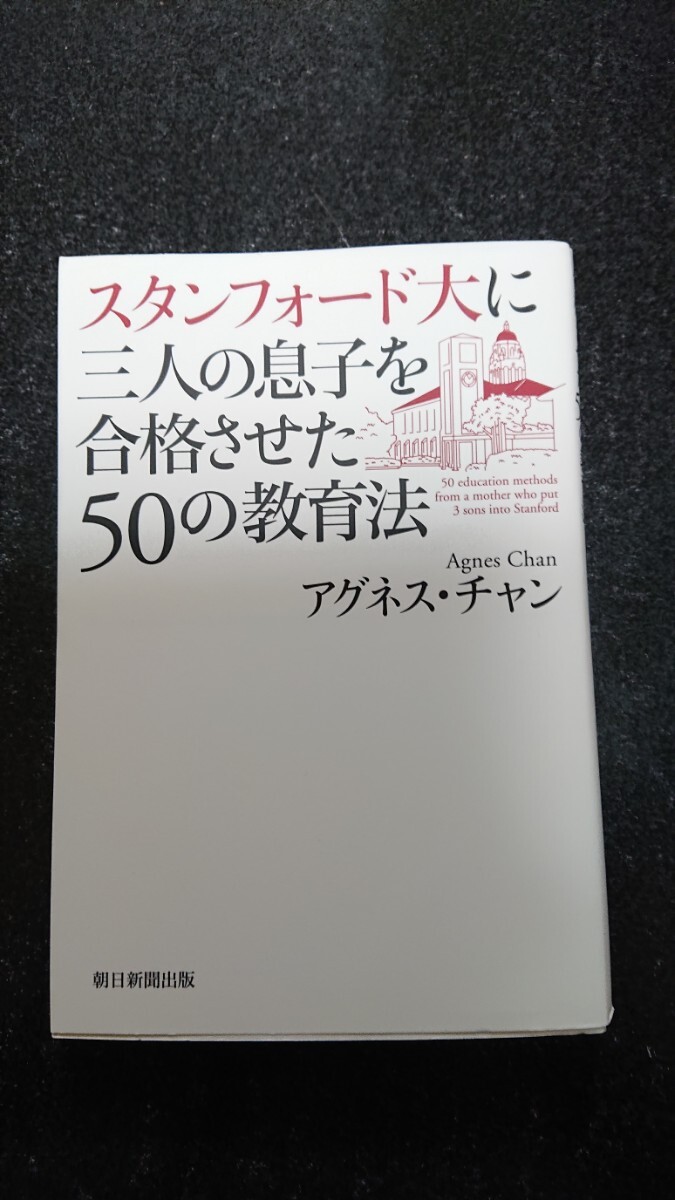 スタンフォード大に
三人の息子を
合格させた
50の教育法
50 education methods
from a mother who put
3 sons into Stanford
Agnes Chan
アグネス・チャン
朝日新聞出版